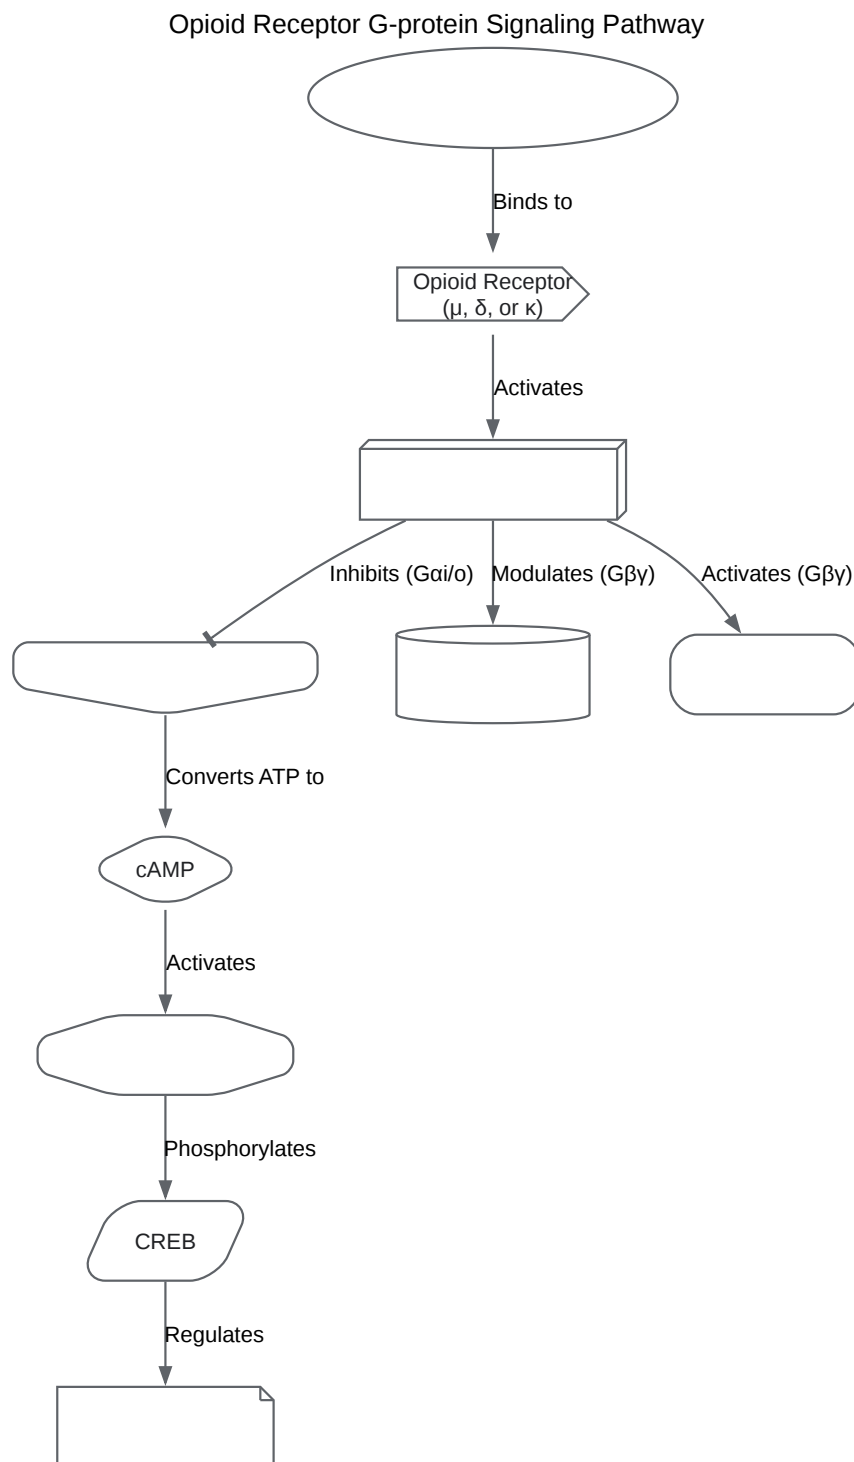 Opioid Receptor G-protein Signaling Pathway
Binds to
Opioid Receptor
(μ, δ, or κ)
Activates
Inhibits (Gαi/o)
Modulates (Gβγ)
Activates (Gβγ)
Converts ATP to
cAMP
Activates
Phosphorylates
CREB
Regulates